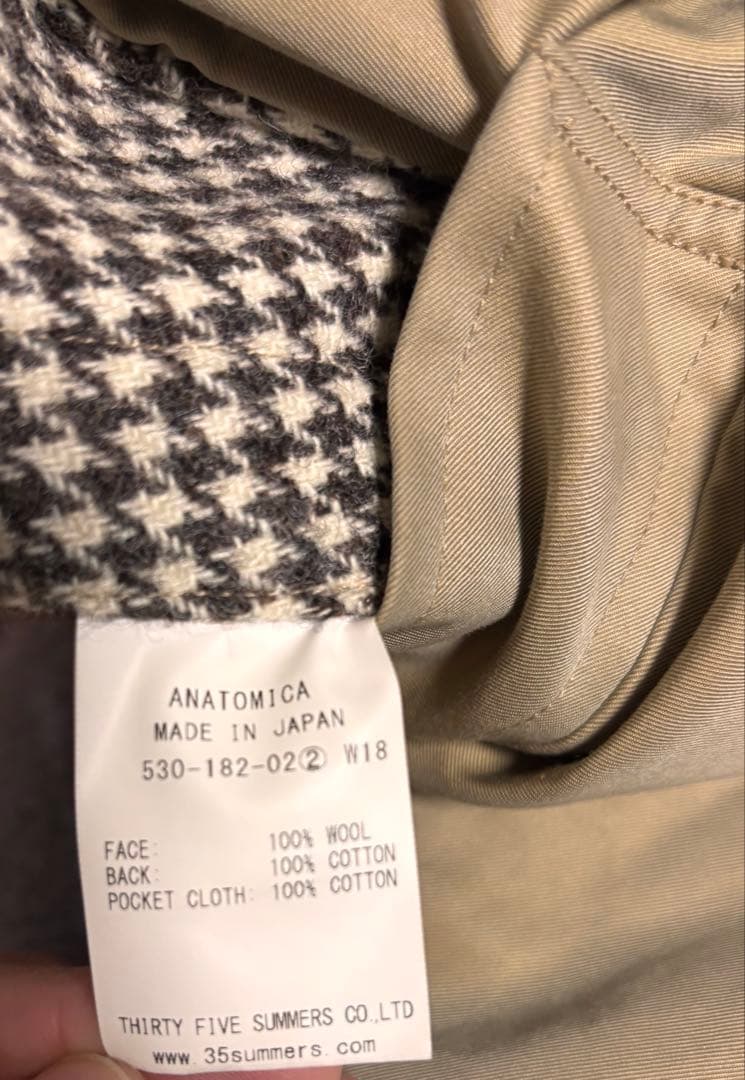 ANATOMICA
MADE IN JAPAN
530-182-02② W18
FACE: 100% WOOL
BACK: 100% COTTON
POCKET CLOTH: 100% COTTON
THIRTY FIVE SUMMERS CO.,LTD
www.35summers.com